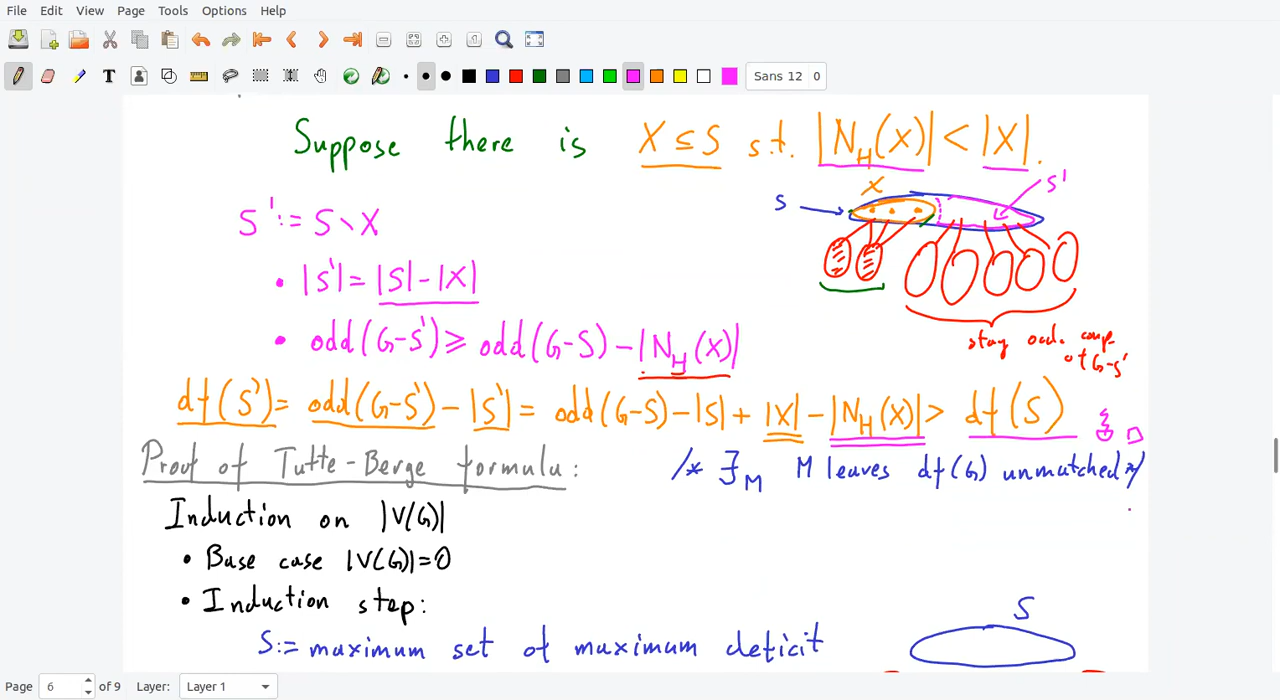 File Edit View Page Tools Options Help
Sans 12 0
Suppose there is X ⊆ S s.t. |N_H(X)| < |X|.
X
S'
S
S' := S \ X
• |S'| = |S| - |X|
• odd(G-S') ≥ odd(G-S) - |N_H(X)|
stay odd. comp.
of G-S'
df(S') = odd(G-S') - |S'| = odd(G-S) - |S| + |X| - |N_H(X)| > df(S)
Proof of Tutte-Berge formula: /* ∃_M M leaves df(G) unmatched */
Induction on |V(G)|
• Base case |V(G)|=0
• Induction step:
S
S:= maximum set of maximum deficit
Page 6 of 9 Layer: Layer 1